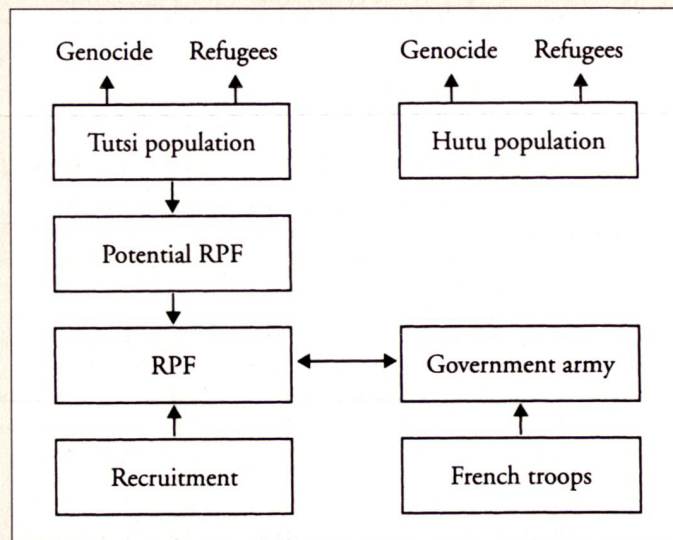 Genocide Refugees
Genocide Refugees
Tutsi population
Hutu population
Potential RPF
RPF
Government army
Recruitment
French troops